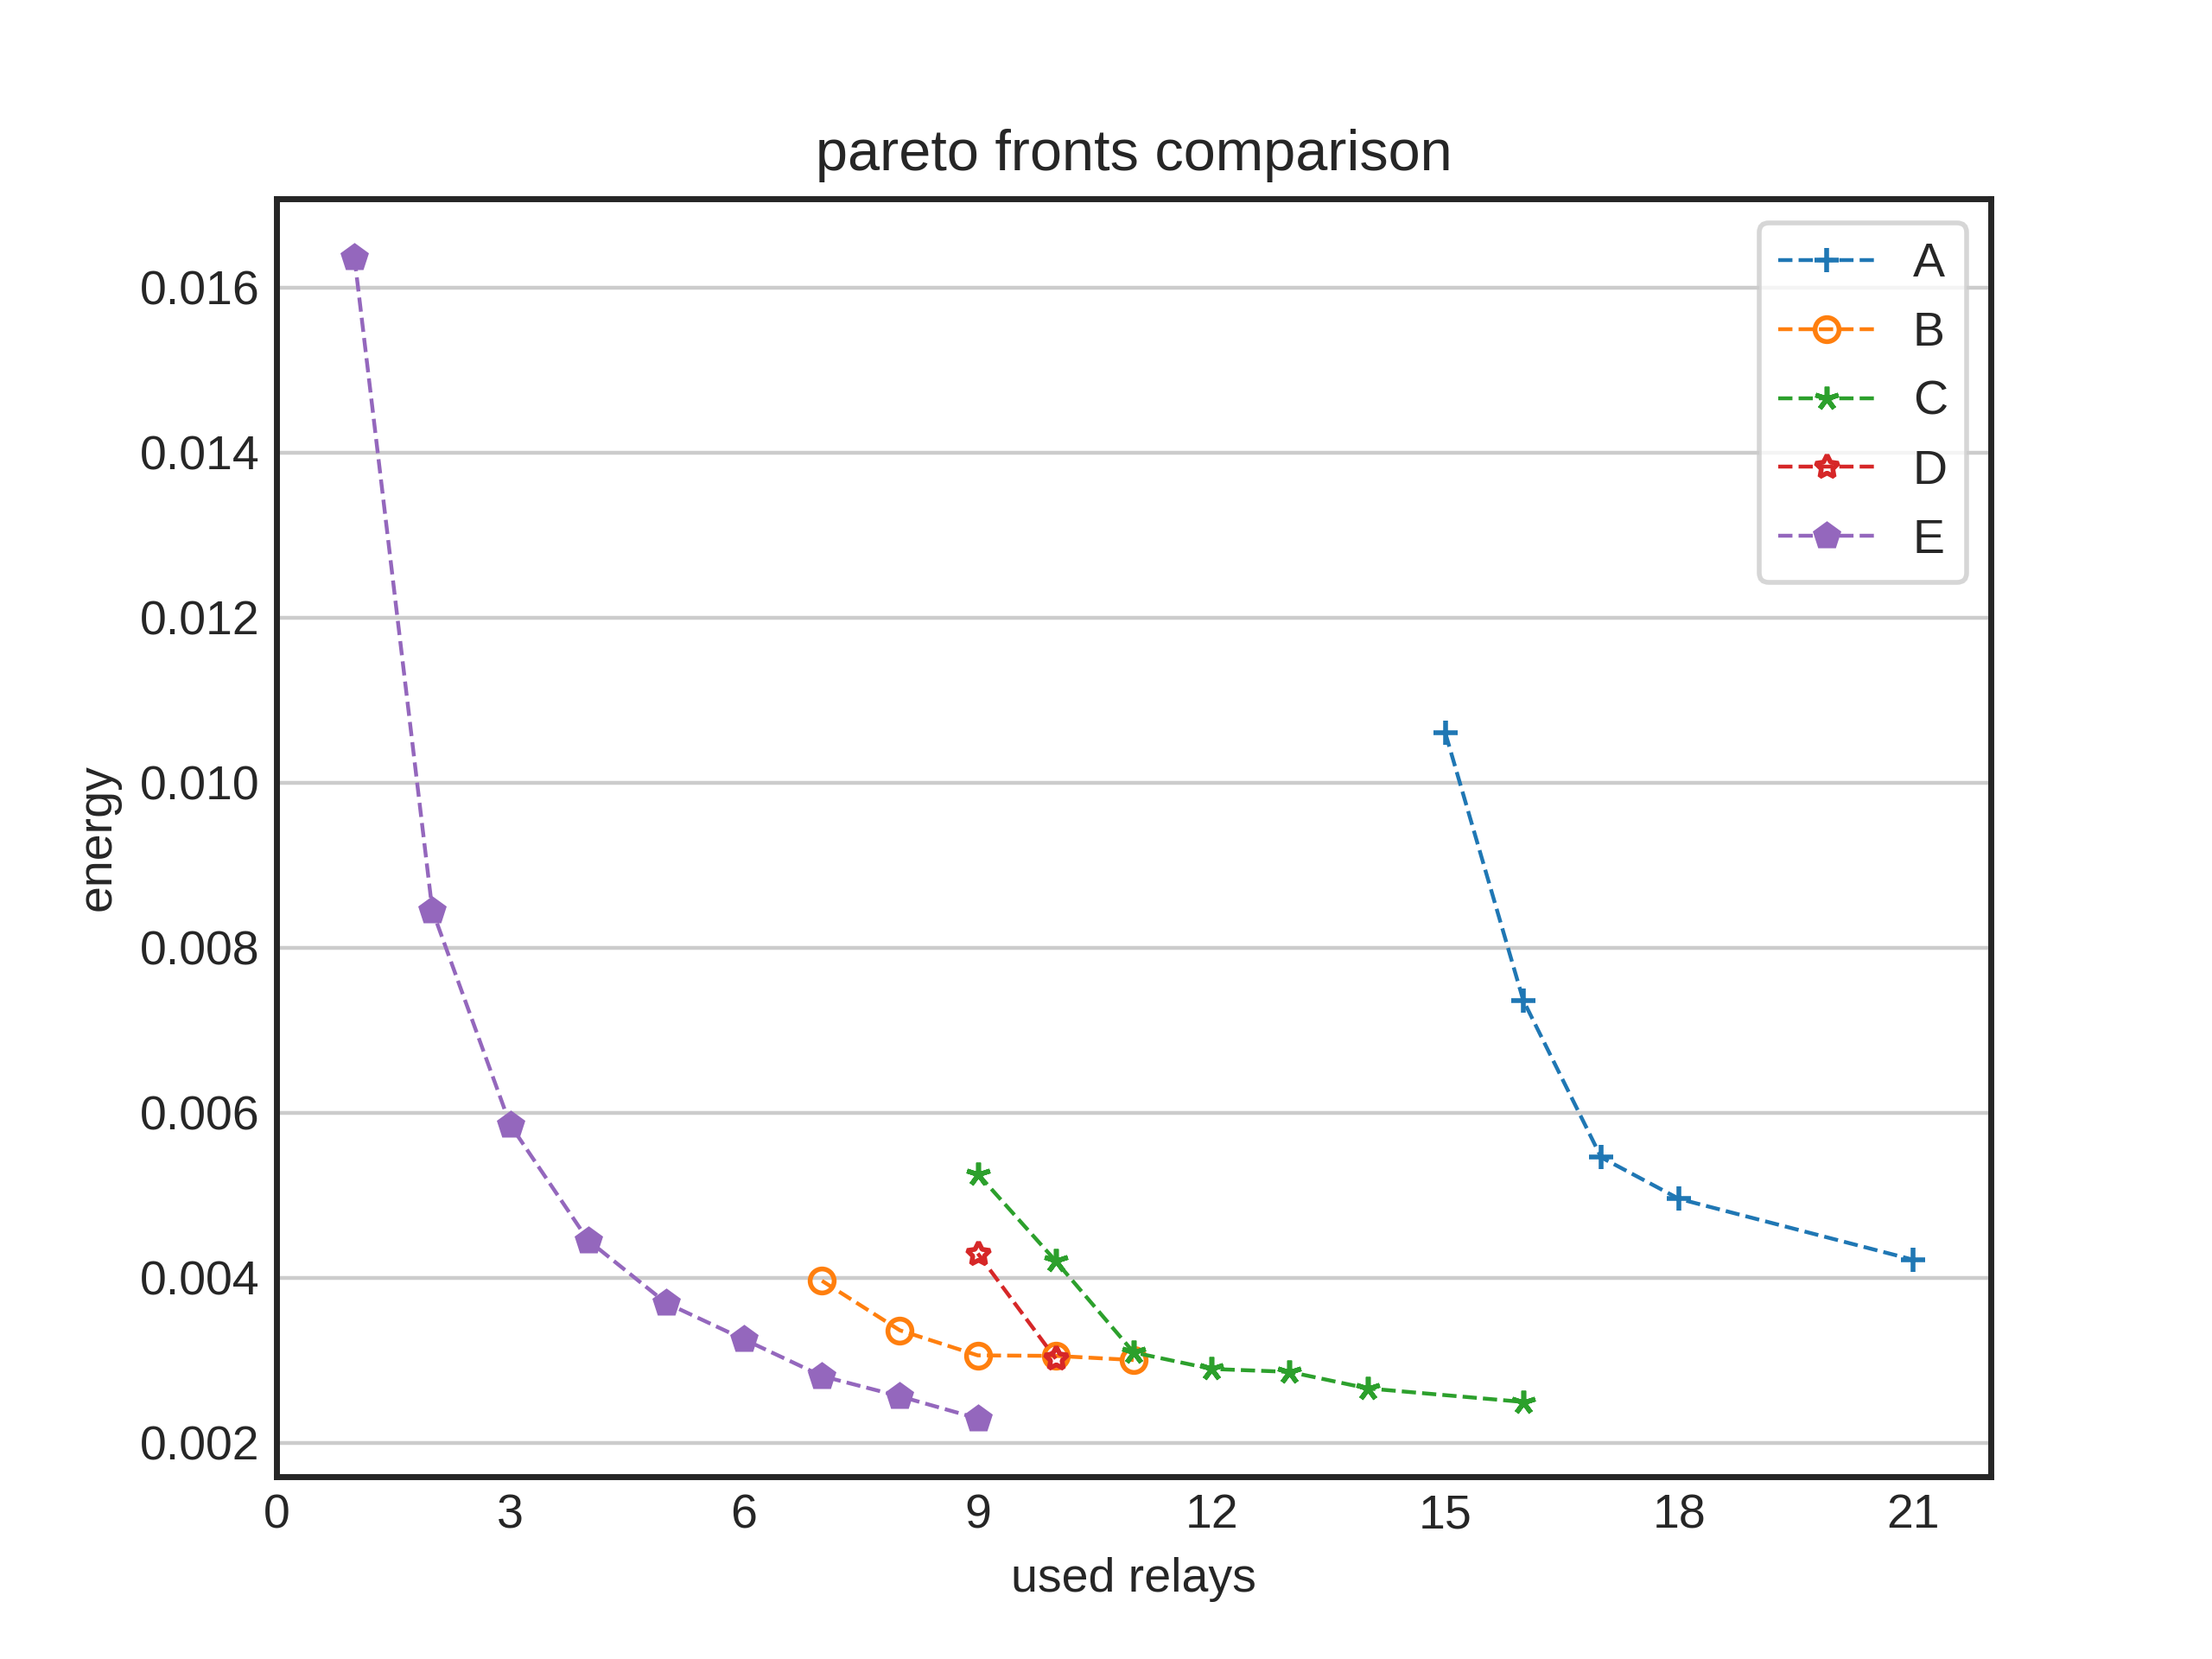 pareto fronts comparison
A
B
C
D
E
0.016
0.014
0.012
0.010
0.008
0.006
0.004
0.002
energy
0 3 6 9 12 15 18 21
used relays